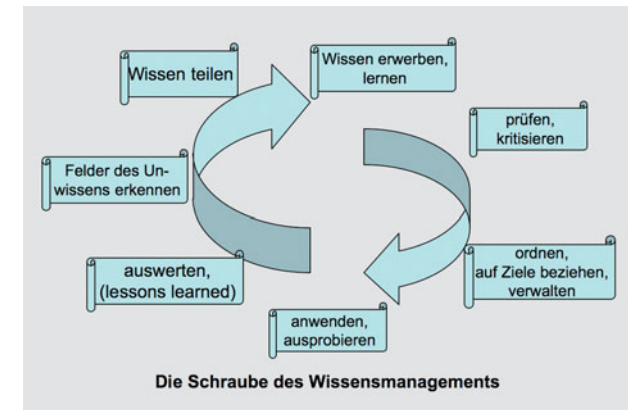 Wissen teilen
Wissen erwerben,
lernen
prüfen,
kritisieren
Felder des Un-
wissens erkennen
ordnen,
auf Ziele beziehen,
verwalten
auswerten,
(lessons learned)
anwenden,
ausprobieren
Die Schraube des Wissensmanagements